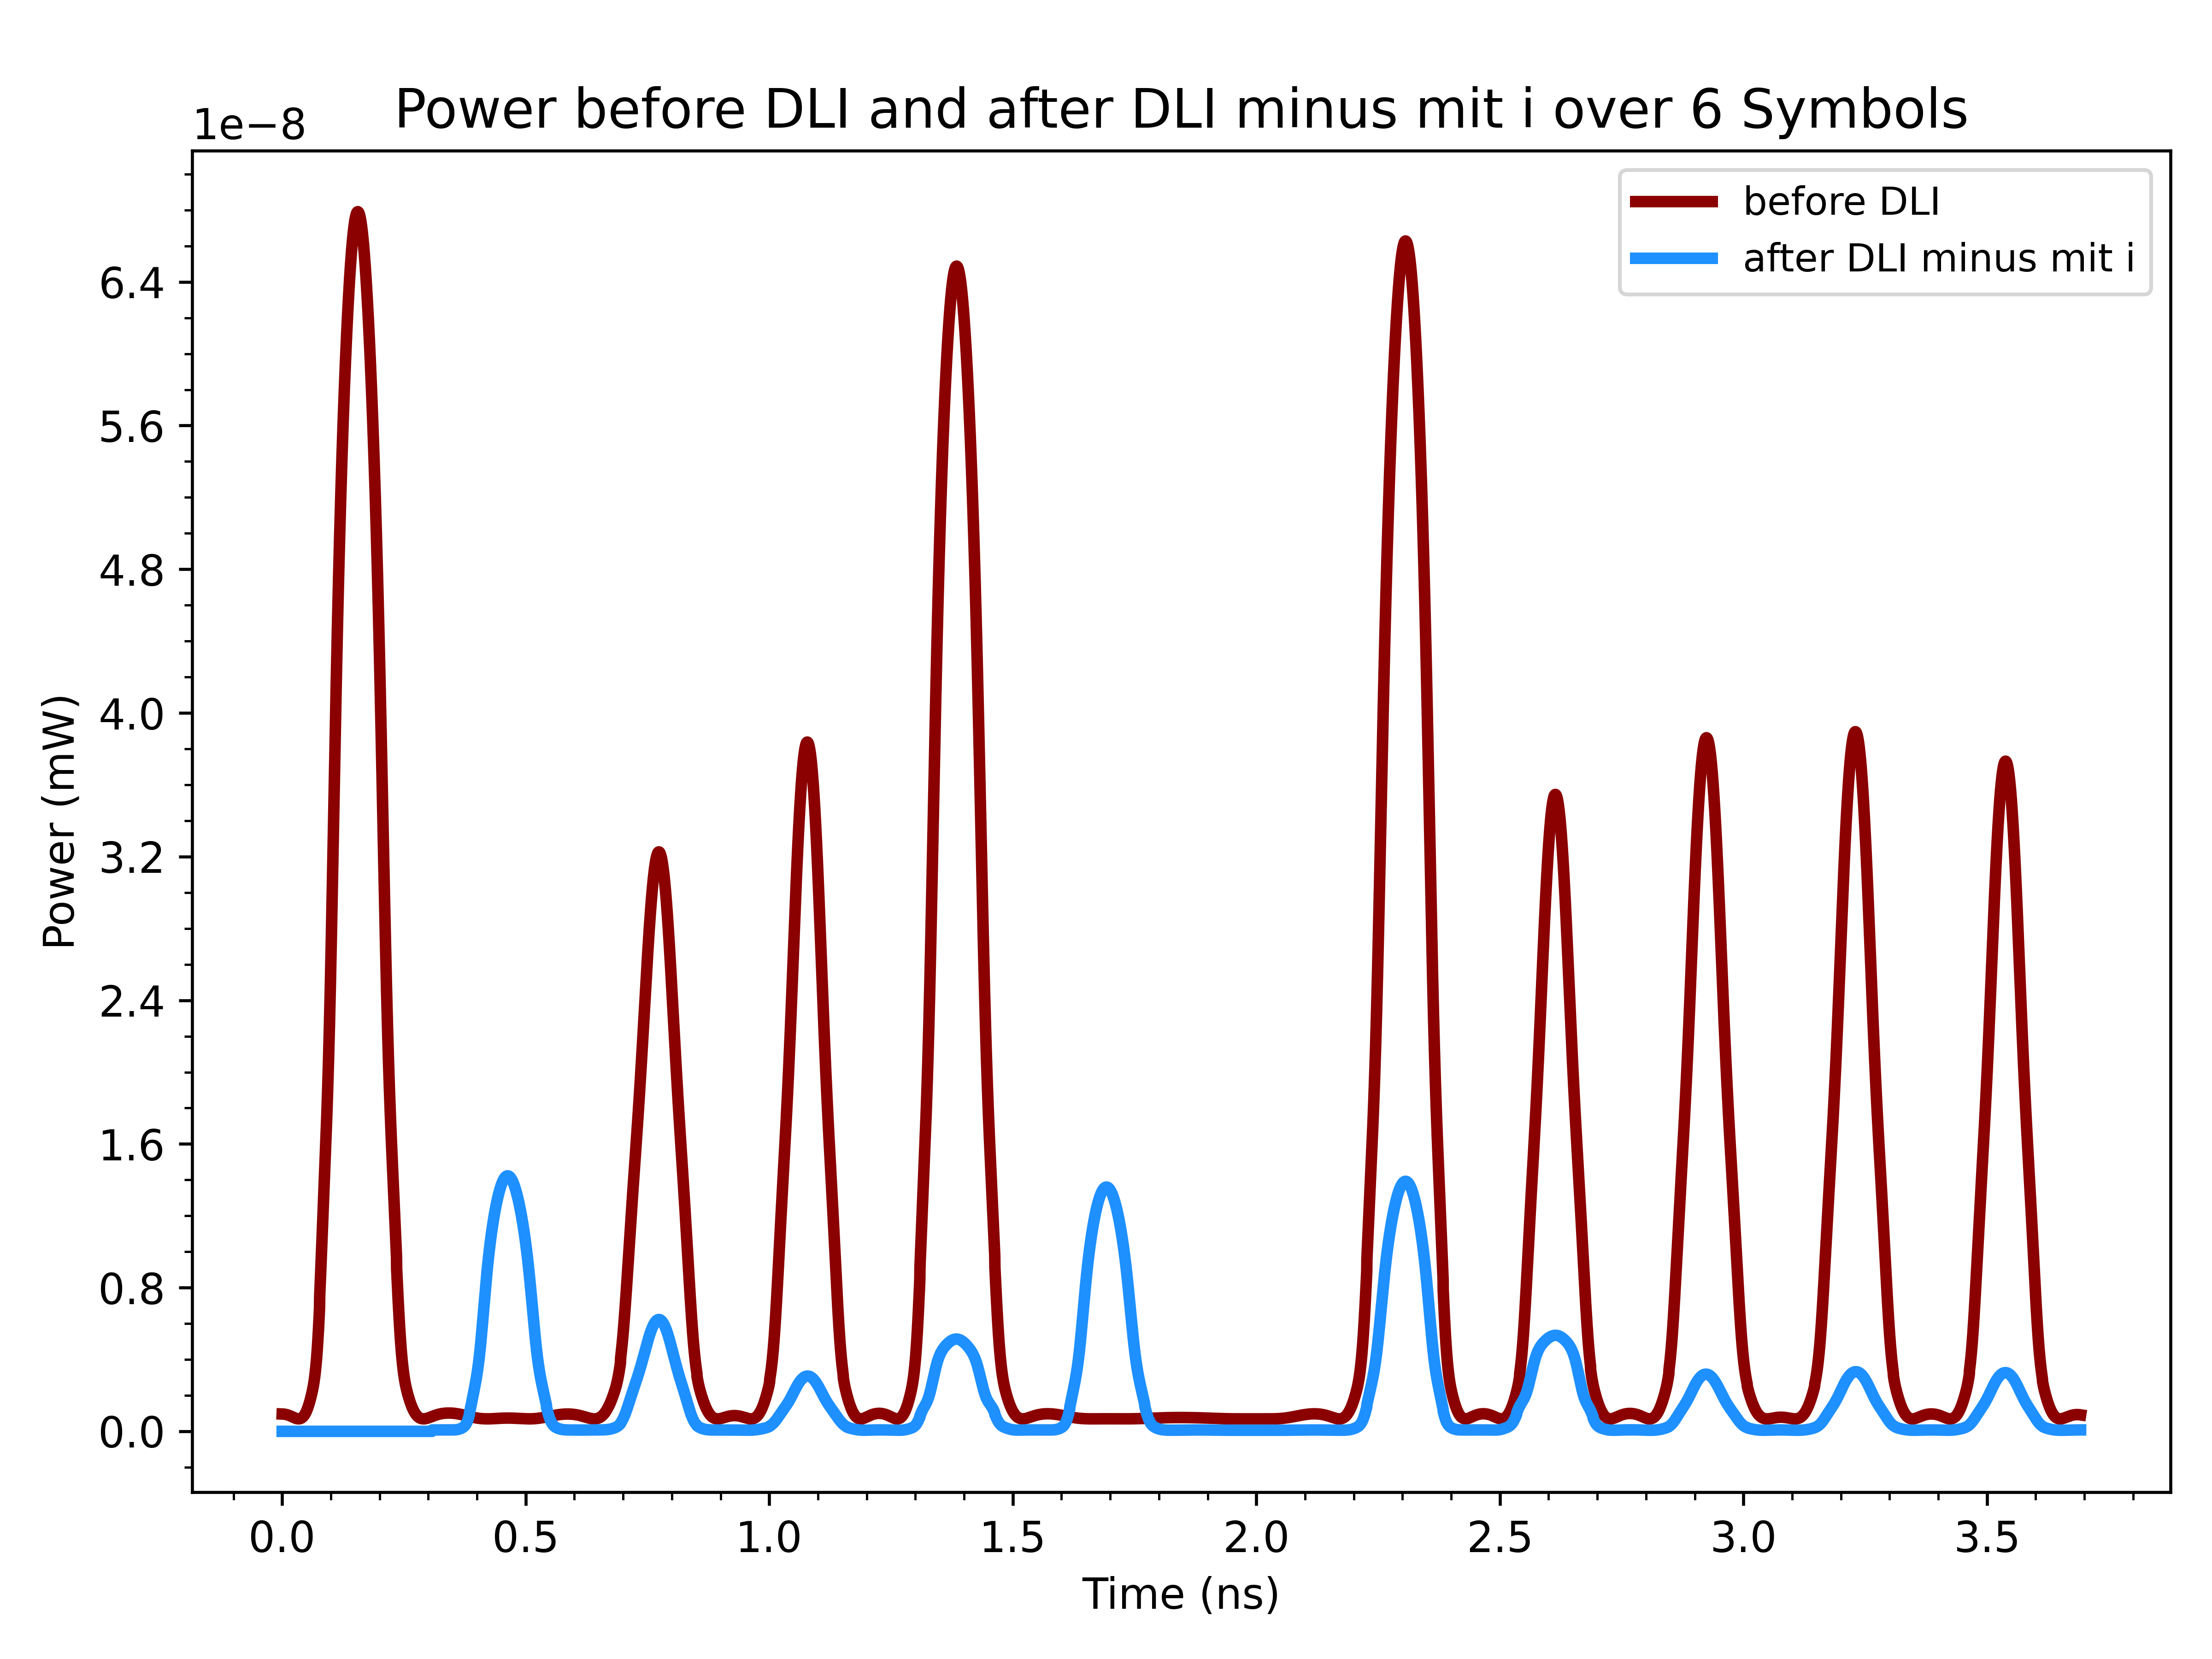 Power before DLI and after DLI minus mit i over 6 Symbols
1e−8
before DLI
after DLI minus mit i
6.4
5.6
4.8
4.0
3.2
2.4
1.6
0.8
0.0
Power (mW)
0.0 0.5 1.0 1.5 2.0 2.5 3.0 3.5
Time (ns)